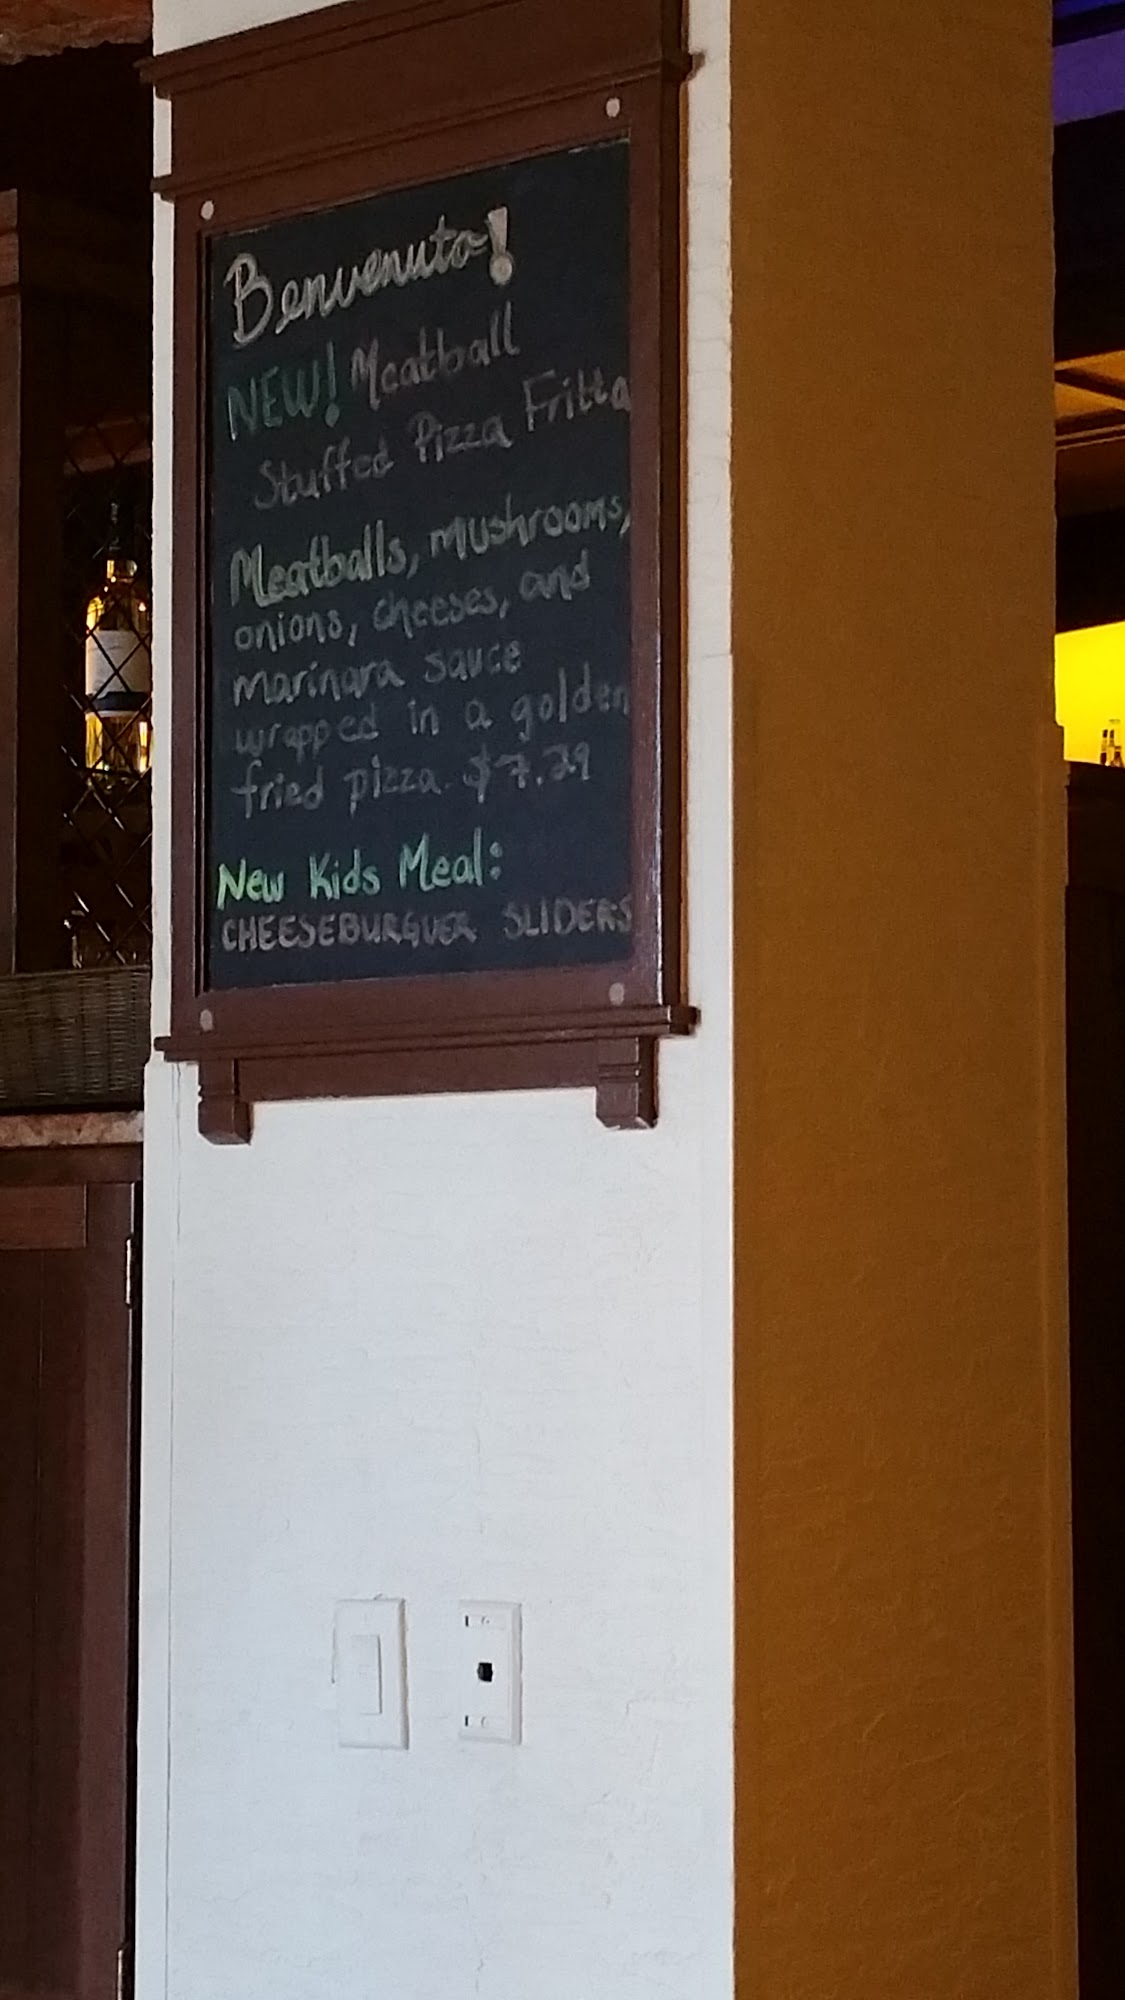 Benvenuto!
NEW! Meatball
Stuffed Pizza Fritta
Meatballs, mushrooms,
onions, cheeses, and
marinara sauce
wrapped in a golden
fried pizza. $7.29
New Kids Meal:
CHEESEBURGUER SLIDERS